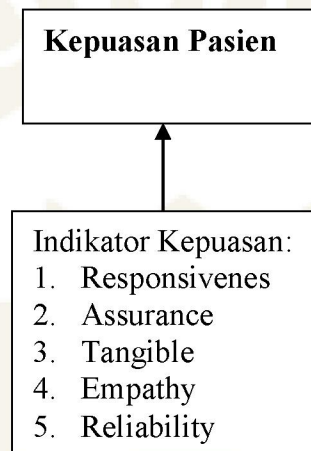 Kepuasan Pasien
Indikator Kepuasan:
1. Responsivenes
2. Assurance
3. Tangible
4. Empathy
5. Reliability